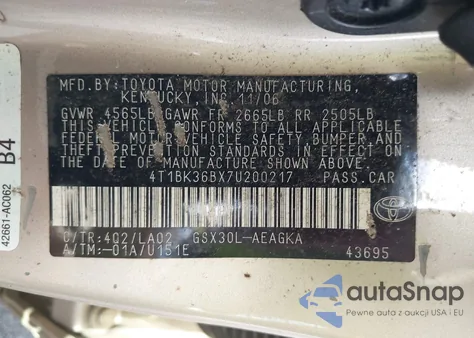 MFD. BY: TOYOTA MOTOR MANUFACTURING,
KENTUCKY, INC. 11/06
GVWR 4565LB GAWR FR 2665LB RR 2505LB
THIS VEHICLE CONFORMS TO ALL APPLICABLE
FEDERAL MOTOR VEHICLE SAFETY, BUMPER, AND
THEFT PREVENTION STANDARDS IN EFFECT ON
THE DATE OF MANUFACTURE SHOWN ABOVE.
4T1BK36BX7U200217 PASS.CAR
C/TR:4Q2/LA02 GSX30L-AEAGKA
A/TM:-01A/U151E 43695
TOYOTA
42661-AC062
B4
autaSnap
Pewne auta z aukcji USA i EU